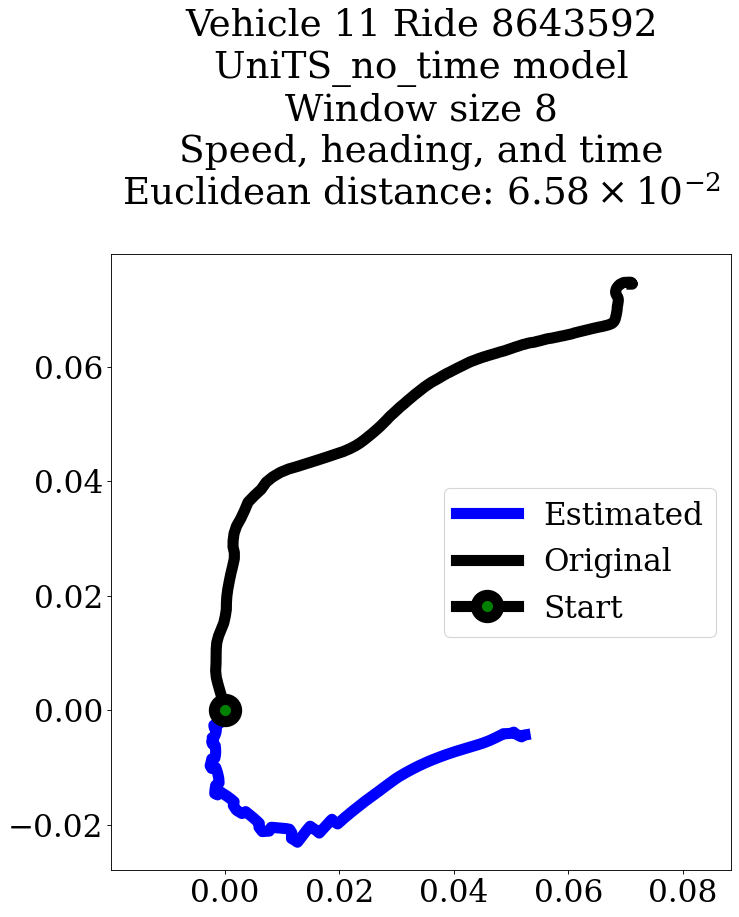 Vehicle 11 Ride 8643592
UniTS_no_time model
Window size 8
Speed, heading, and time
Euclidean distance: 6.58 × 10⁻²
0.06
0.04
0.02
0.00
−0.02
Estimated
Original
Start
0.00 0.02 0.04 0.06 0.08